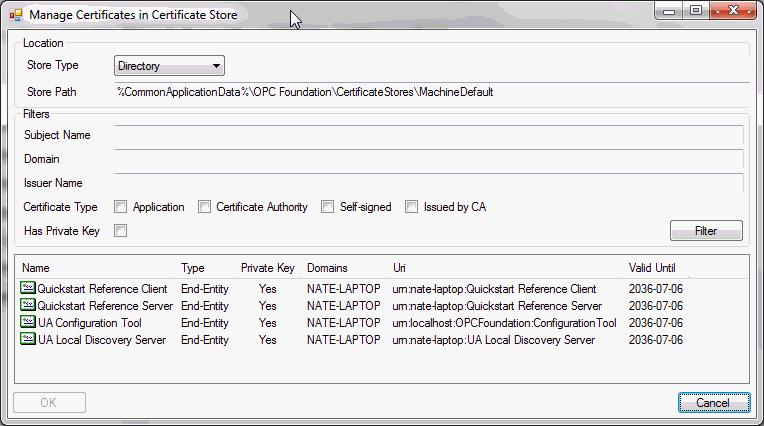 Manage Certificates in Certificate Store
Location
Store Type Directory
Store Path %CommonApplicationData%\OPC Foundation\CertificateStores\MachineDefault
Filters
Subject Name
Domain
Issuer Name
Certificate Type Application Certificate Authority Self-signed Issued by CA
Has Private Key Filter
Name Type Private Key Domains Uri Valid Until
Quickstart Reference Client End-Entity Yes NATE-LAPTOP urn:nate-laptop:Quickstart Reference Client 2036-07-06
Quickstart Reference Server End-Entity Yes NATE-LAPTOP urn:nate-laptop:Quickstart Reference Server 2036-07-06
UA Configuration Tool End-Entity Yes NATE-LAPTOP urn:localhost:OPCFoundation:ConfigurationTool 2036-07-06
UA Local Discovery Server End-Entity Yes NATE-LAPTOP urn:nate-laptop:UA Local Discovery Server 2036-07-06
OK Cancel